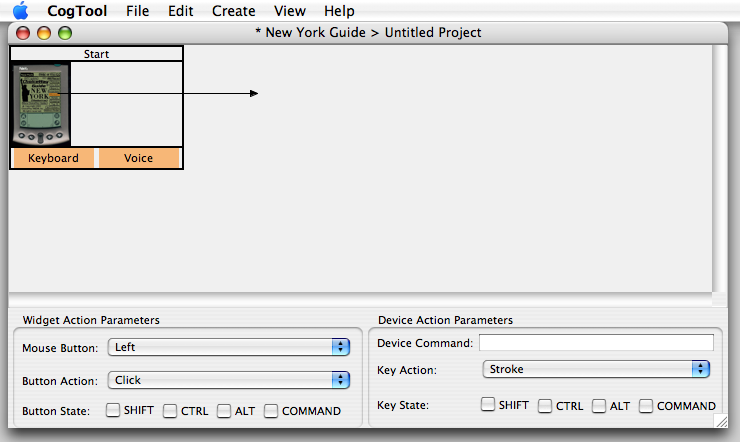 CogTool File Edit Create View Help
* New York Guide > Untitled Project
Start
NEW
YORK
Keyboard Voice
Widget Action Parameters
Mouse Button: Left
Button Action: Click
Button State: SHIFT CTRL ALT COMMAND
Device Action Parameters
Device Command:
Key Action: Stroke
Key State: SHIFT CTRL ALT COMMAND